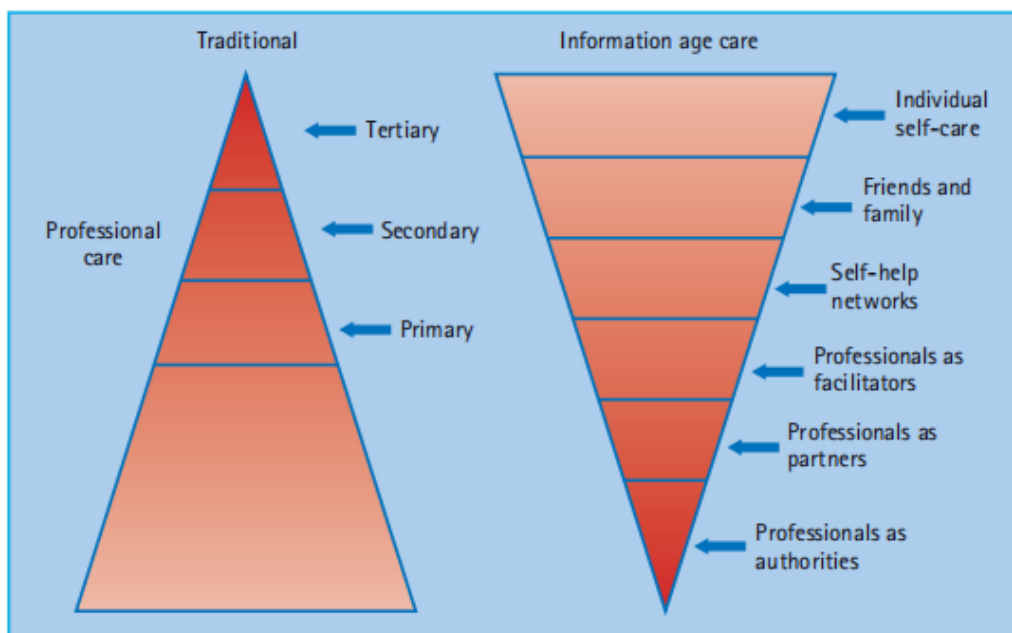 Traditional
Information age care
Tertiary
Professional
care
Secondary
Primary
Individual
self-care
Friends and
family
Self-help
networks
Professionals as
facilitators
Professionals as
partners
Professionals as
authorities